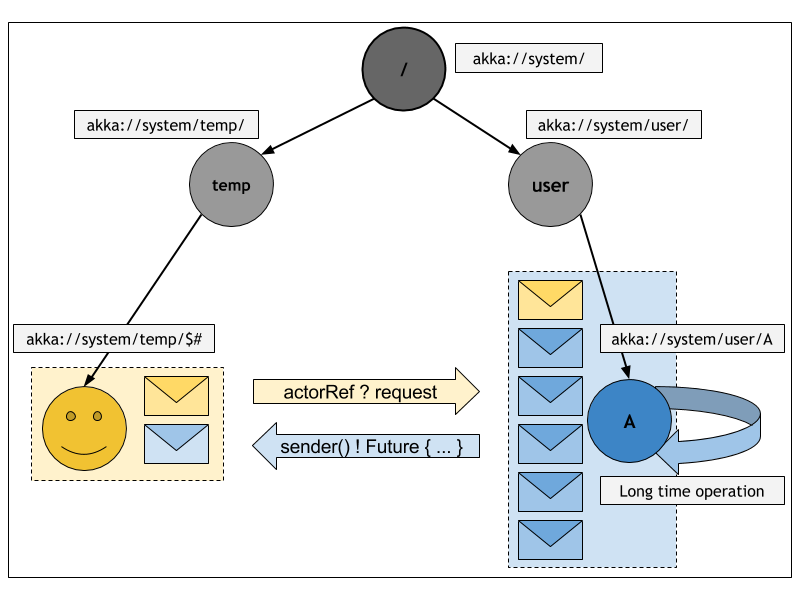 /
akka://system/
akka://system/temp/
akka://system/user/
temp
user
akka://system/temp/$#
akka://system/user/A
actorRef ? request
A
sender() ! Future { ... }
Long time operation